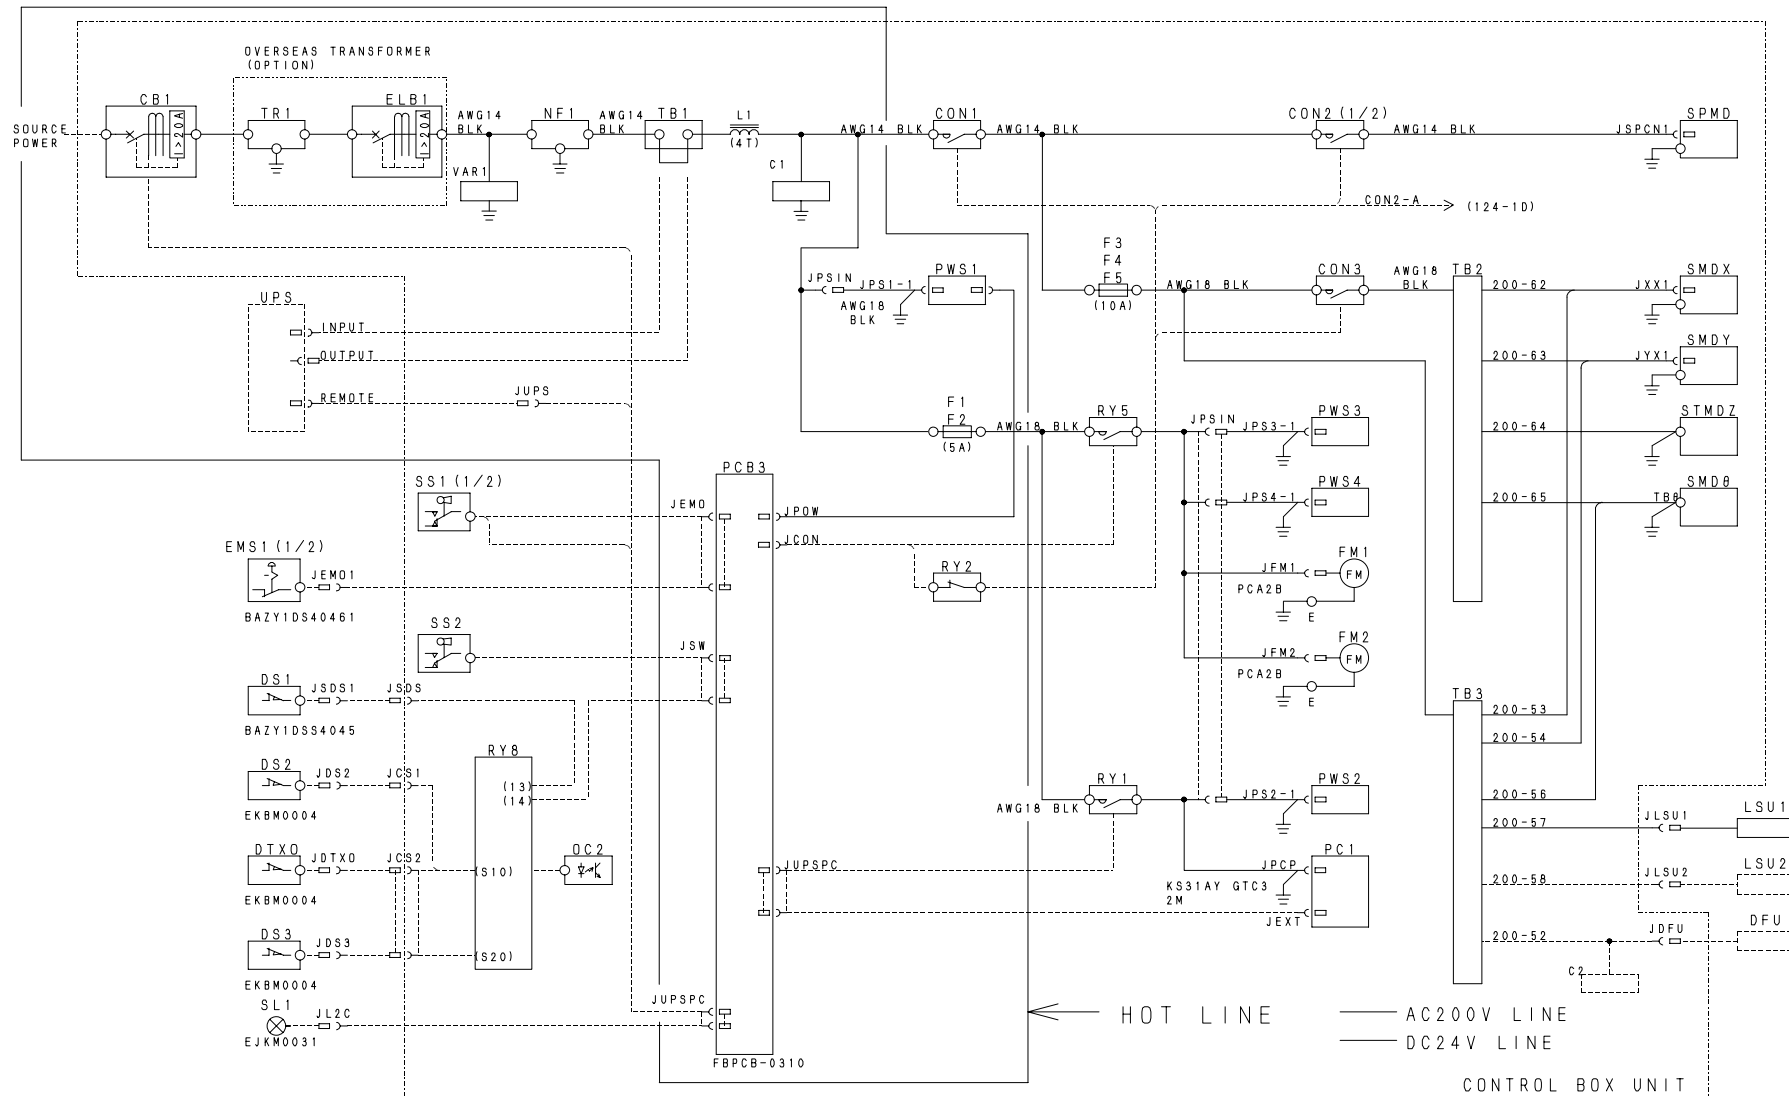 OVERSEAS TRANSFORMER
(OPTION)
CB1
TR1
ELB1
AWG14
BLK
NF1
AWG14
BLK
TB1
L1
(4T)
AWG14 BLK
CON1
AWG14 BLK
CON2 (1/2)
AWG14 BLK
JSPCN1
SPMD
SOURCE
POWER
I>20A
I>20A
VAR1
C1
CON2-A
(124-1D)
UPS
INPUT
OUTPUT
REMOTE
JUPS
JPSIN
JPS1-1
AWG18
BLK
PWS1
F3
F4
F5
(10A)
AWG18 BLK
CON3
AWG18
BLK
TB2
200-62
JXX1
SMDX
200-63
JYX1
SMDY
200-64
STMDZ
200-65
TBθ
SMDθ
F1
F2
(5A)
AWG18 BLK
RY5
JPSIN
JPS3-1
PWS3
JPS4-1
PWS4
SS1 (1/2)
PCB3
JEMO
JPOW
JCON
EMS1 (1/2)
JEMO1
BAZY1DS40461
RY2
JFM1
PCA2B
FM1
FM
E
SS2
JSW
JFM2
PCA2B
FM2
FM
E
DS1
JSDS1
JSDS
BAZY1DSS4045
TB3
200-53
200-54
200-56
200-57
JLSU1
LSU1
200-58
JLSU2
LSU2
200-52
JDFU
DFU
C2
DS2
JDS2
JCS1
EKBM0004
RY8
(13)
(14)
(S10)
(S20)
OC2
DTXO
JDTXO
JCS2
EKBM0004
DS3
JDS3
EKBM0004
RY1
AWG18 BLK
JPS2-1
PWS2
JUPSPC
JPCP
PC1
KS31AY GTC3
2M
JEXT
SL1
JL2C
EJKM0031
JUPSPC
FBPCB-0310
HOT LINE
AC200V LINE
DC24V LINE
CONTROL BOX UNIT